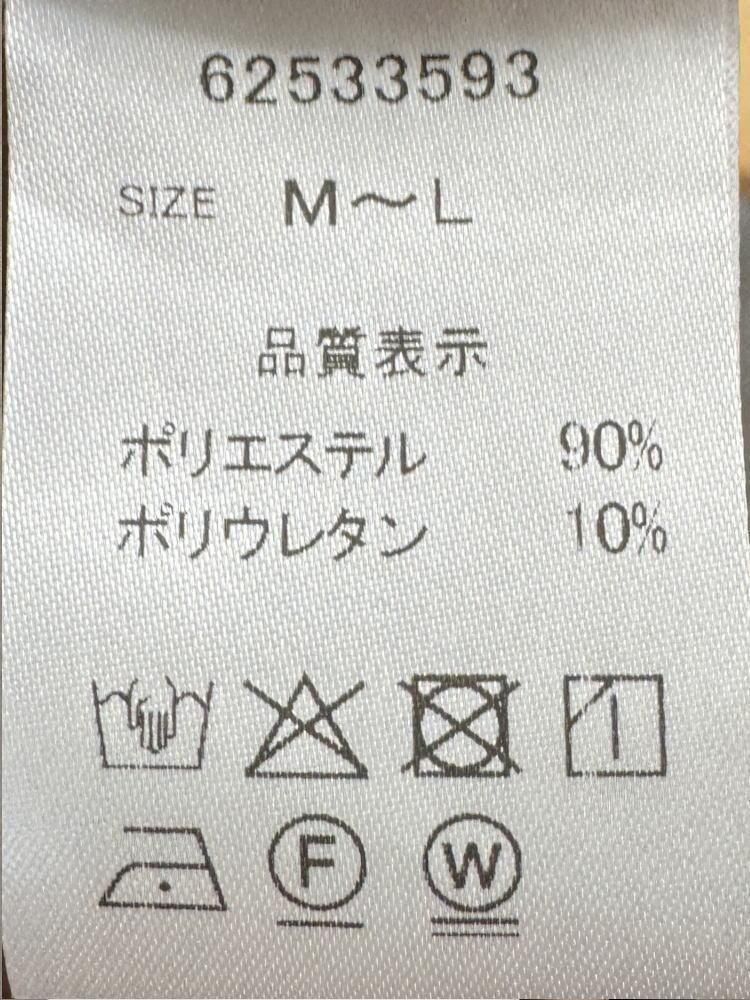 62533593
SIZE M～L
品質表示
ポリエステル 90%
ポリウレタン 10%
F W